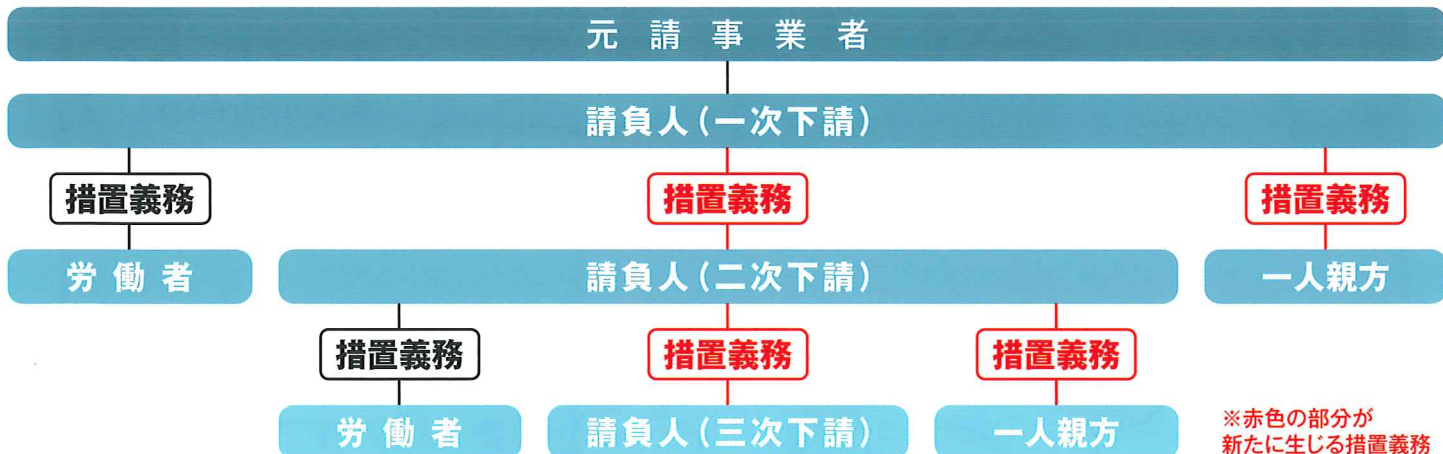 元請事業者
請負人(一次下請)
措置義務 措置義務 措置義務
労働者 請負人(二次下請) 一人親方
措置義務 措置義務 措置義務
労働者 請負人(三次下請) 一人親方
※赤色の部分が
新たに生じる措置義務